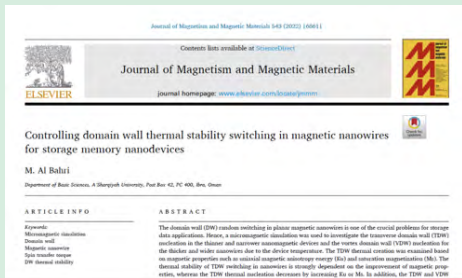 Journal of Magnetism and Magnetic Materials 543 (2022) 168611
Contents lists available at ScienceDirect
Journal of Magnetism and Magnetic Materials
journal homepage: www.elsevier.com/locate/jmmm
ELSEVIER
Controlling domain wall thermal stability switching in magnetic nanowires
for storage memory nanodevices
M. Al Bahri
Department of Basic Sciences, A'Sharqiyah University, Post Box 42, PC 400, Ibra, Oman
ARTICLE INFO
Keywords:
Micromagnetic simulation
Domain wall
Magnetic nanowire
Spin transfer torque
DW thermal stability
ABSTRACT
The domain wall (DW) random switching in planar magnetic nanowires is one of the crucial problems for storage
data applications. Hence, a micromagnetic simulation was used to investigate the transverse domain wall (TDW)
nucleation in the thinner and narrower nanomagnetic devices and the vortex domain wall (VDW) nucleation for
the thicker and wider nanowires due to the device temperature. The TDW thermal creation was examined based
on magnetic properties such as uniaxial magnetic anisotropy energy (Ku) and saturation magnetization (Ms). The
thermal stability of TDW switching in nanowires is strongly dependent on the improvement of magnetic prop-
erties, whereas the TDW thermal nucleation decreases by increasing Ku or Ms. In addition, the TDW and VDW